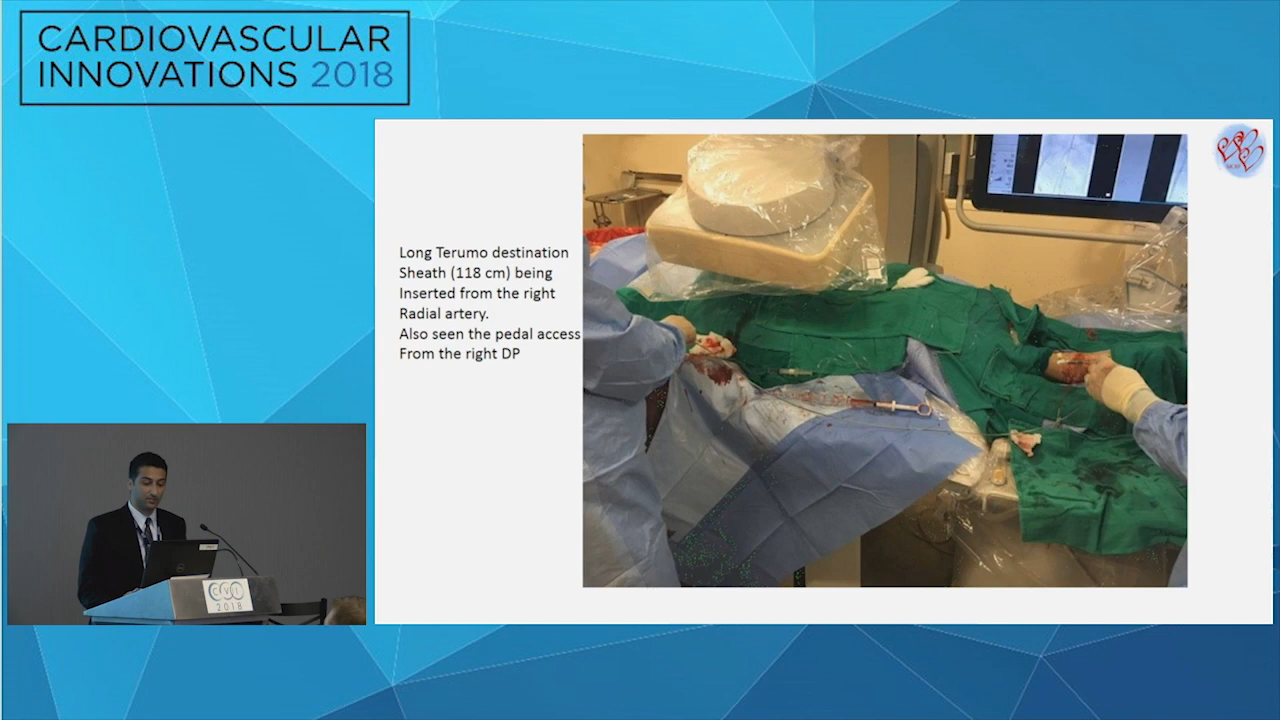 CARDIOVASCULAR
INNOVATIONS 2018
Long Terumo destination
Sheath (118 cm) being
Inserted from the right
Radial artery.
Also seen the pedal access
From the right DP
CVI
2018